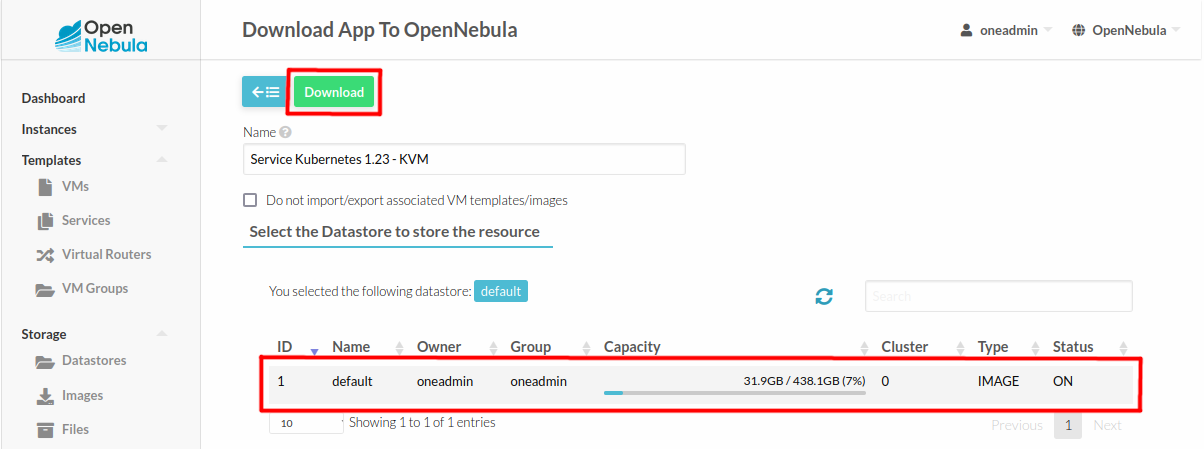 Open
Nebula
Download App To OpenNebula
oneadmin
OpenNebula
Dashboard
Instances
Templates
VMs
Services
Virtual Routers
VM Groups
Storage
Datastores
Images
Files
Download
Name
Service Kubernetes 1.23 - KVM
Do not import/export associated VM templates/images
Select the Datastore to store the resource
You selected the following datastore: default
Search
ID Name Owner Group Capacity Cluster Type Status
1 default oneadmin oneadmin 31.9GB / 438.1GB (7%) 0 IMAGE ON
10 Showing 1 to 1 of 1 entries
Previous 1 Next